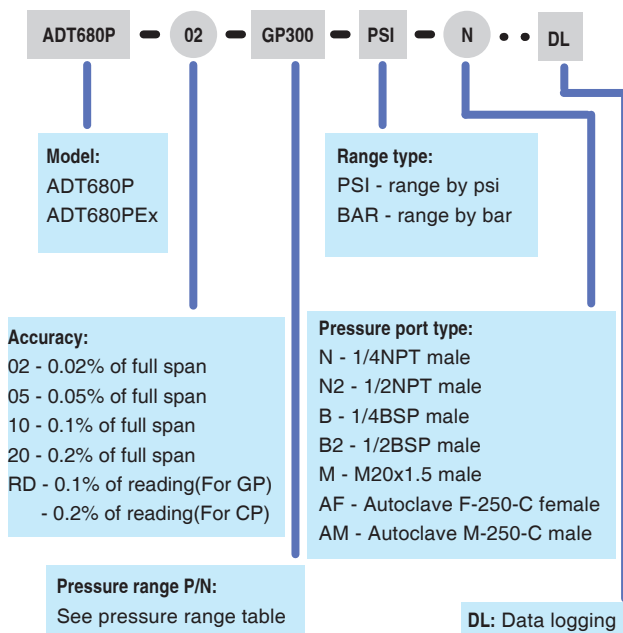 ADT680P - 02 - GP300 - PSI - N •• DL
Model:
ADT680P
ADT680PEx
Range type:
PSI - range by psi
BAR - range by bar
Accuracy:
02 - 0.02% of full span
05 - 0.05% of full span
10 - 0.1% of full span
20 - 0.2% of full span
RD - 0.1% of reading(For GP)
- 0.2% of reading(For CP)
Pressure port type:
N - 1/4NPT male
N2 - 1/2NPT male
B - 1/4BSP male
B2 - 1/2BSP male
M - M20x1.5 male
AF - Autoclave F-250-C female
AM - Autoclave M-250-C male
Pressure range P/N:
See pressure range table
DL: Data logging